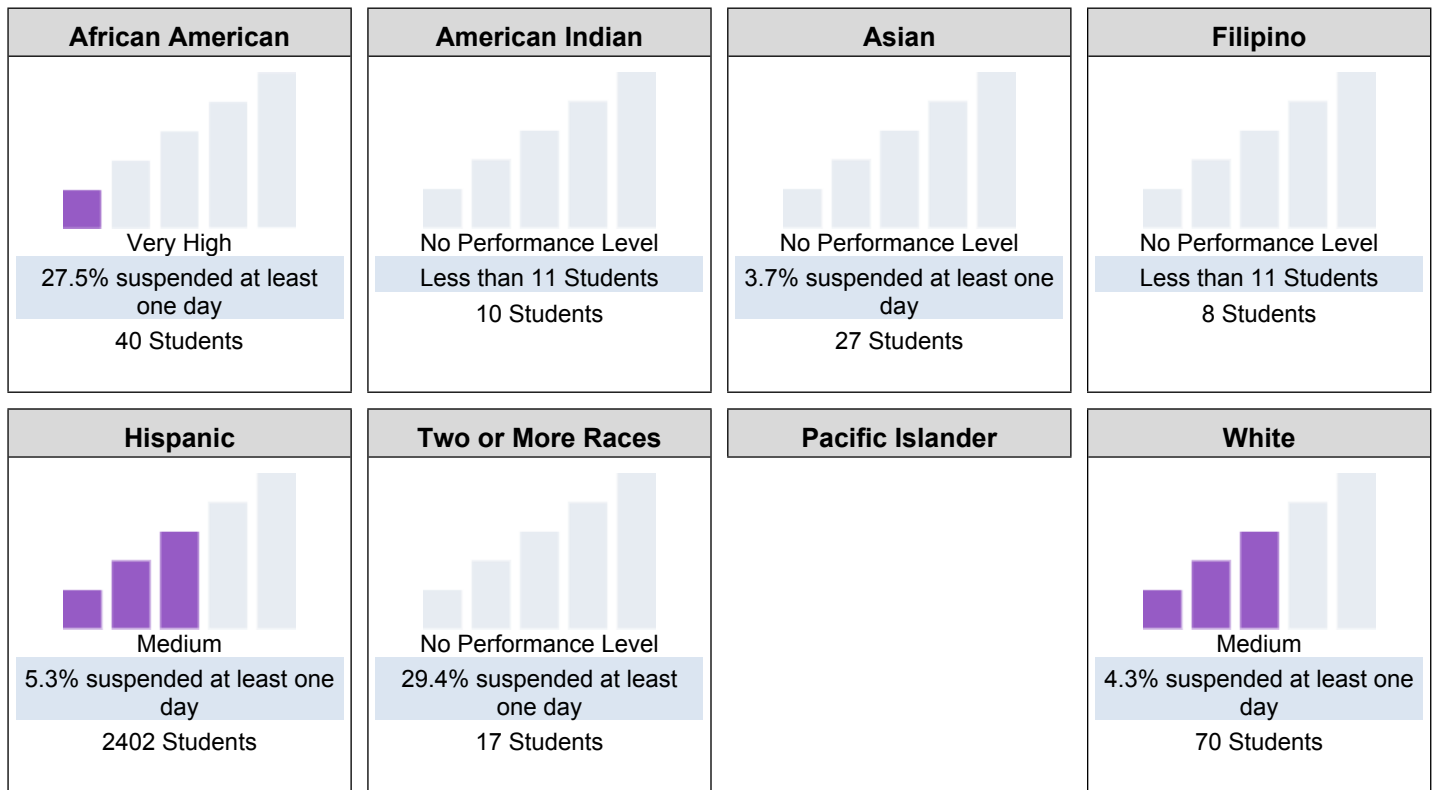 African American
Very High
27.5% suspended at least
one day
40 Students
American Indian
No Performance Level
Less than 11 Students
10 Students
Asian
No Performance Level
3.7% suspended at least one
day
27 Students
Filipino
No Performance Level
Less than 11 Students
8 Students
Hispanic
Medium
5.3% suspended at least one
day
2402 Students
Two or More Races
No Performance Level
29.4% suspended at least
one day
17 Students
Pacific Islander
White
Medium
4.3% suspended at least one
day
70 Students